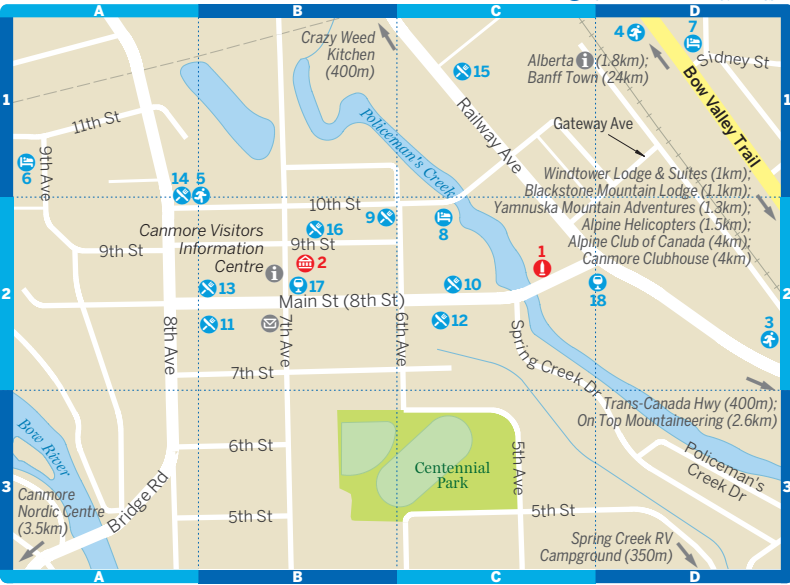 A
B
C
D
1
2
3
1
2
3
A
B
C
D
Crazy Weed
Kitchen
(400m)
15
4
7
Sidney St
Alberta i (1.8km);
Banff Town (24km)
Bow Valley Trail
Policeman's Creek
Railway Ave
Gateway Ave
11th St
9th Ave
6
14
5
Windtower Lodge & Suites (1km);
Blackstone Mountain Lodge (1.1km);
Yamnuska Mountain Adventures (1.3km);
Alpine Helicopters (1.5km);
Alpine Club of Canada (4km);
Canmore Clubhouse (4km)
10th St
9
16
8
Canmore Visitors
Information
Centre
i
9th St
9th St
2
1
13
17
10
18
Main St (8th St)
11
12
3
8th Ave
7th Ave
6th Ave
Spring Creek Dr
7th St
Trans-Canada Hwy (400m);
On Top Mountaineering (2.6km)
Bow River
6th St
Centennial
Park
5th Ave
Policeman's
Creek Dr
Canmore
Nordic Centre
(3.5km)
Bridge Rd
5th St
5th St
Spring Creek RV
Campground (350m)